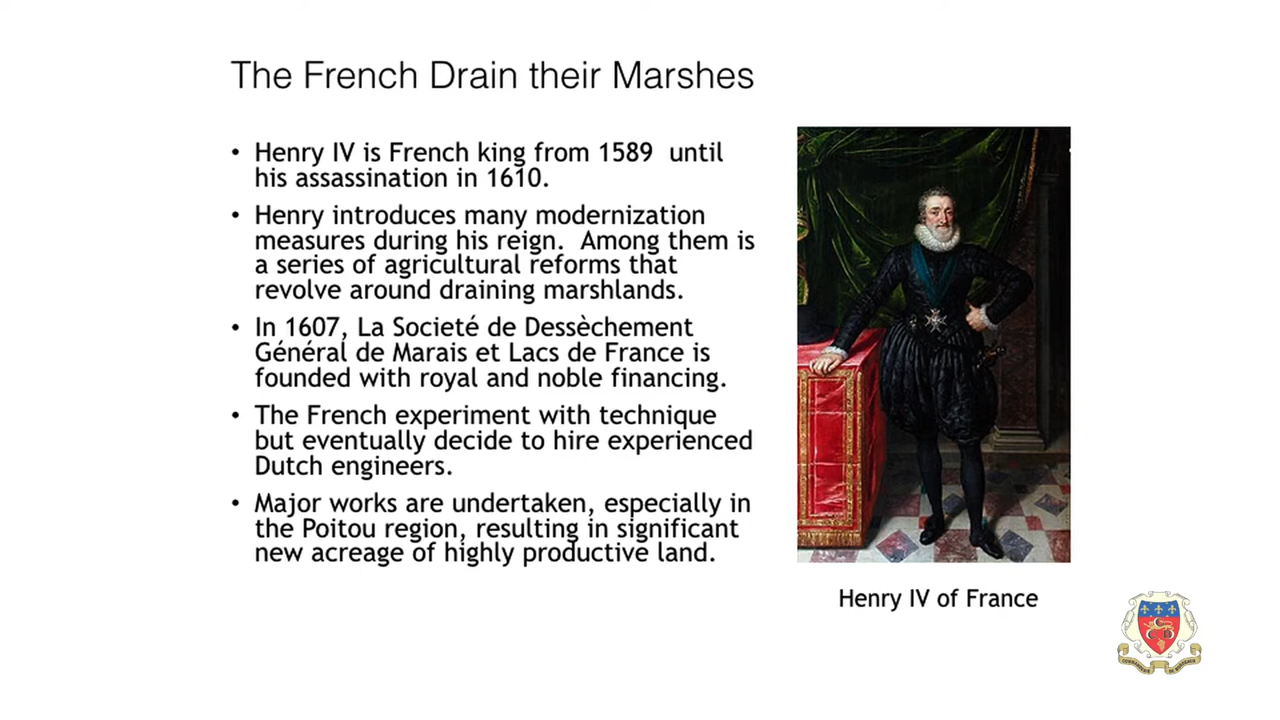 The French Drain their Marshes
• Henry IV is French king from 1589 until
his assassination in 1610.
• Henry introduces many modernization
measures during his reign. Among them is
a series of agricultural reforms that
revolve around draining marshlands.
• In 1607, La Societé de Dessèchement
Général de Marais et Lacs de France is
founded with royal and noble financing.
• The French experiment with technique
but eventually decide to hire experienced
Dutch engineers.
• Major works are undertaken, especially in
the Poitou region, resulting in significant
new acreage of highly productive land.
Henry IV of France